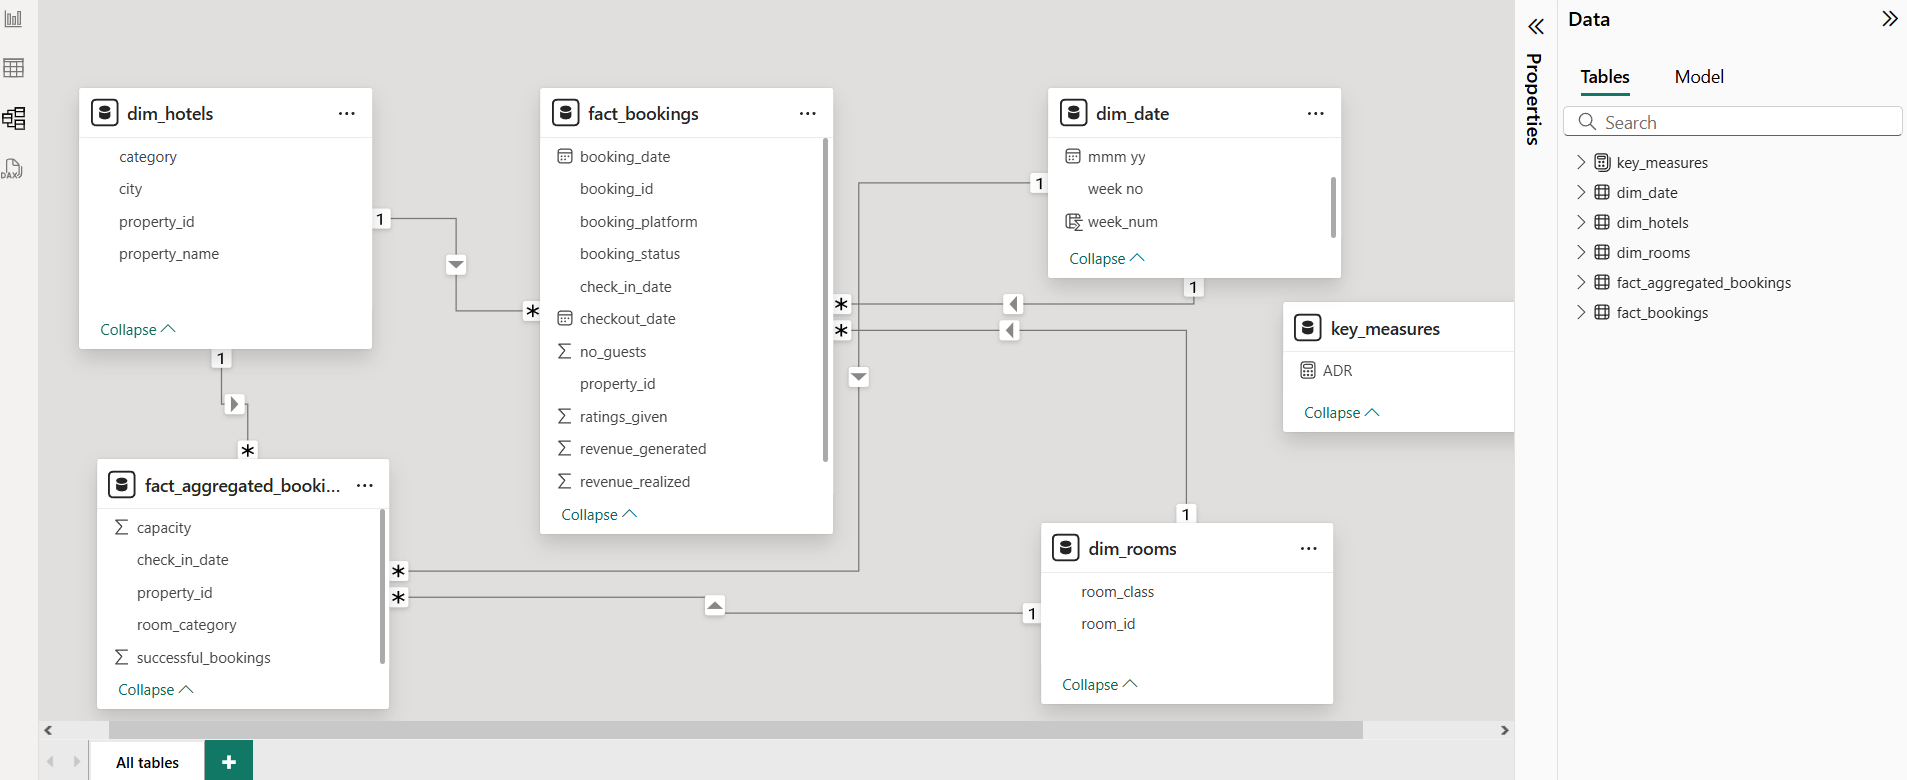 dim_hotels
category
city
property_id
property_name
Collapse
1
1
*
*
fact_bookings
booking_date
booking_id
booking_platform
booking_status
check_in_date
checkout_date
no_guests
property_id
ratings_given
revenue_generated
revenue_realized
Collapse
*
*
dim_date
mmm yy
week no
week_num
Collapse
1
1
key_measures
ADR
Collapse
fact_aggregated_booki...
capacity
check_in_date
property_id
room_category
successful_bookings
Collapse
*
*
dim_rooms
room_class
room_id
Collapse
1
1
All tables
+
DAX
Properties
Data
Tables
Model
Search
key_measures
dim_date
dim_hotels
dim_rooms
fact_aggregated_bookings
fact_bookings